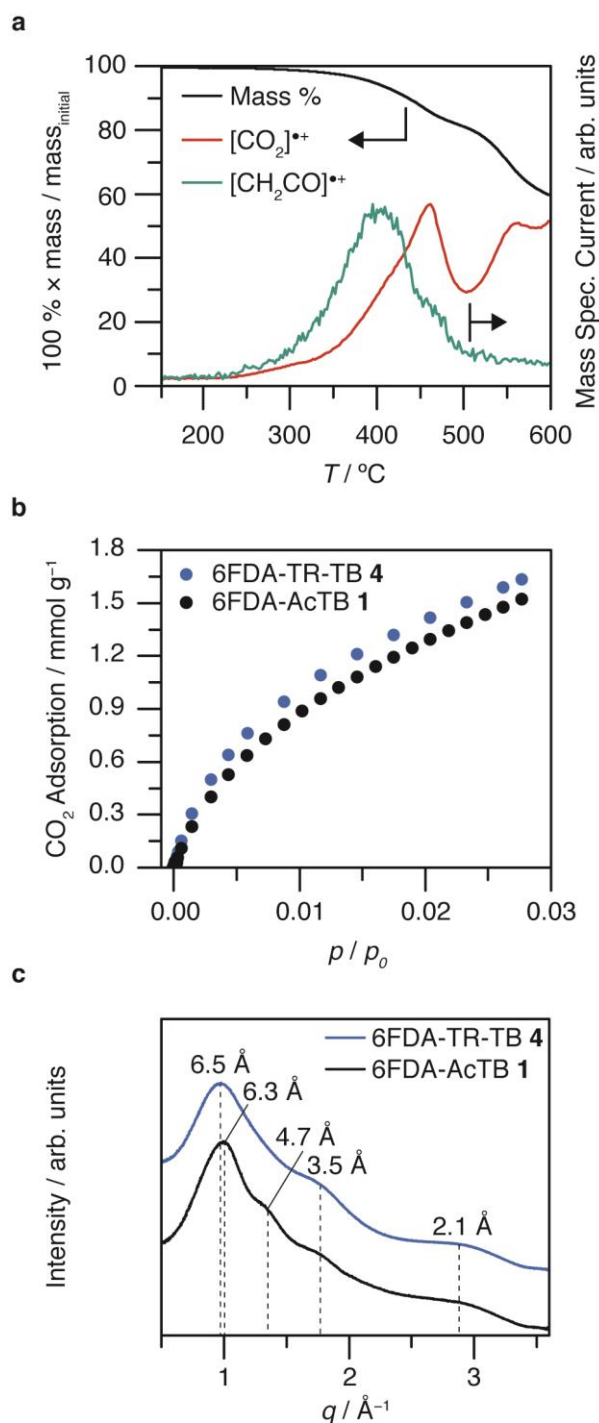 a
100 % × mass / mass_initial
100
80
60
40
20
0
Mass %
[CO₂]•⁺
[CH₂CO]•⁺
Mass Spec. Current / arb. units
200 300 400 500 600
T / ºC
b
CO₂ Adsorption / mmol g⁻¹
1.8
1.5
1.2
0.9
0.6
0.3
0.0
6FDA-TR-TB 4
6FDA-AcTB 1
0.00 0.01 0.02 0.03
p / p₀
c
Intensity / arb. units
6FDA-TR-TB 4
6FDA-AcTB 1
6.5 Å
6.3 Å
4.7 Å
3.5 Å
2.1 Å
1 2 3
q / Å⁻¹